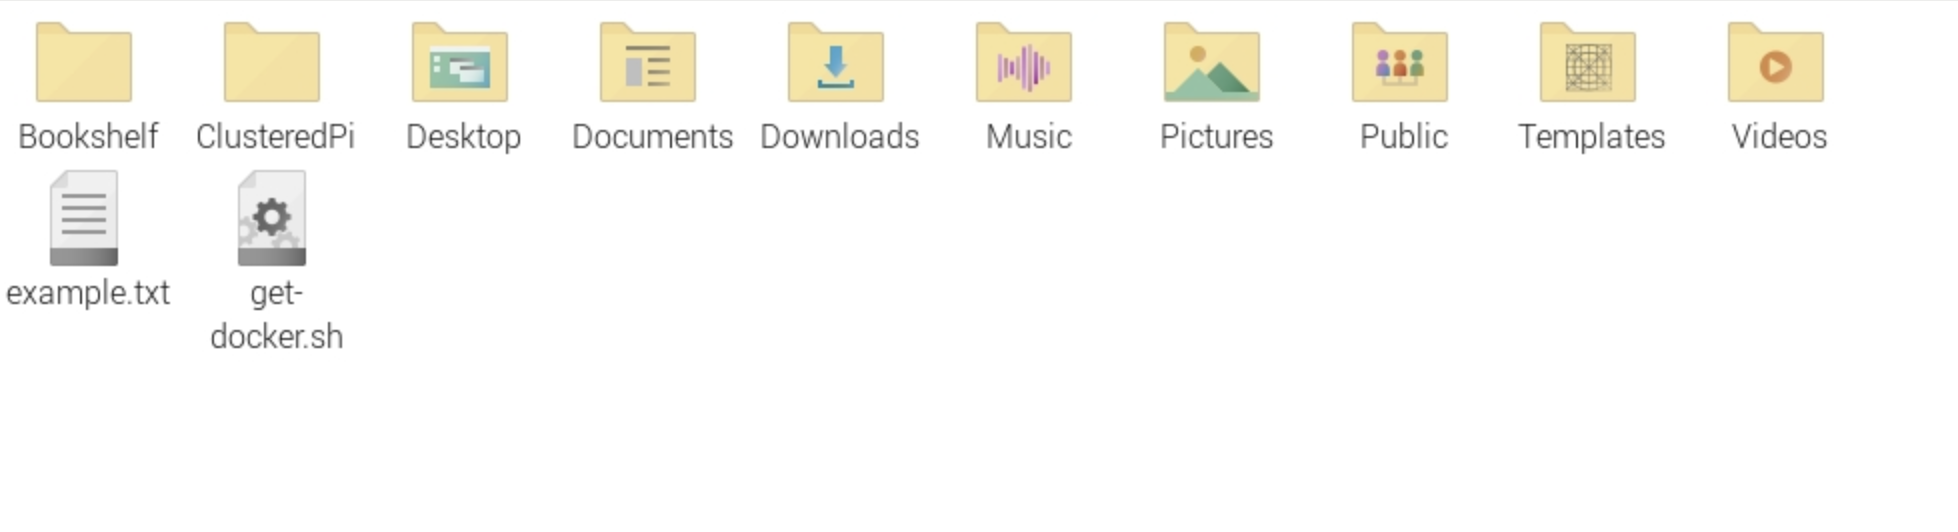 Bookshelf
ClusteredPi
Desktop
Documents
Downloads
Music
Pictures
Public
Templates
Videos
example.txt
get-
docker.sh